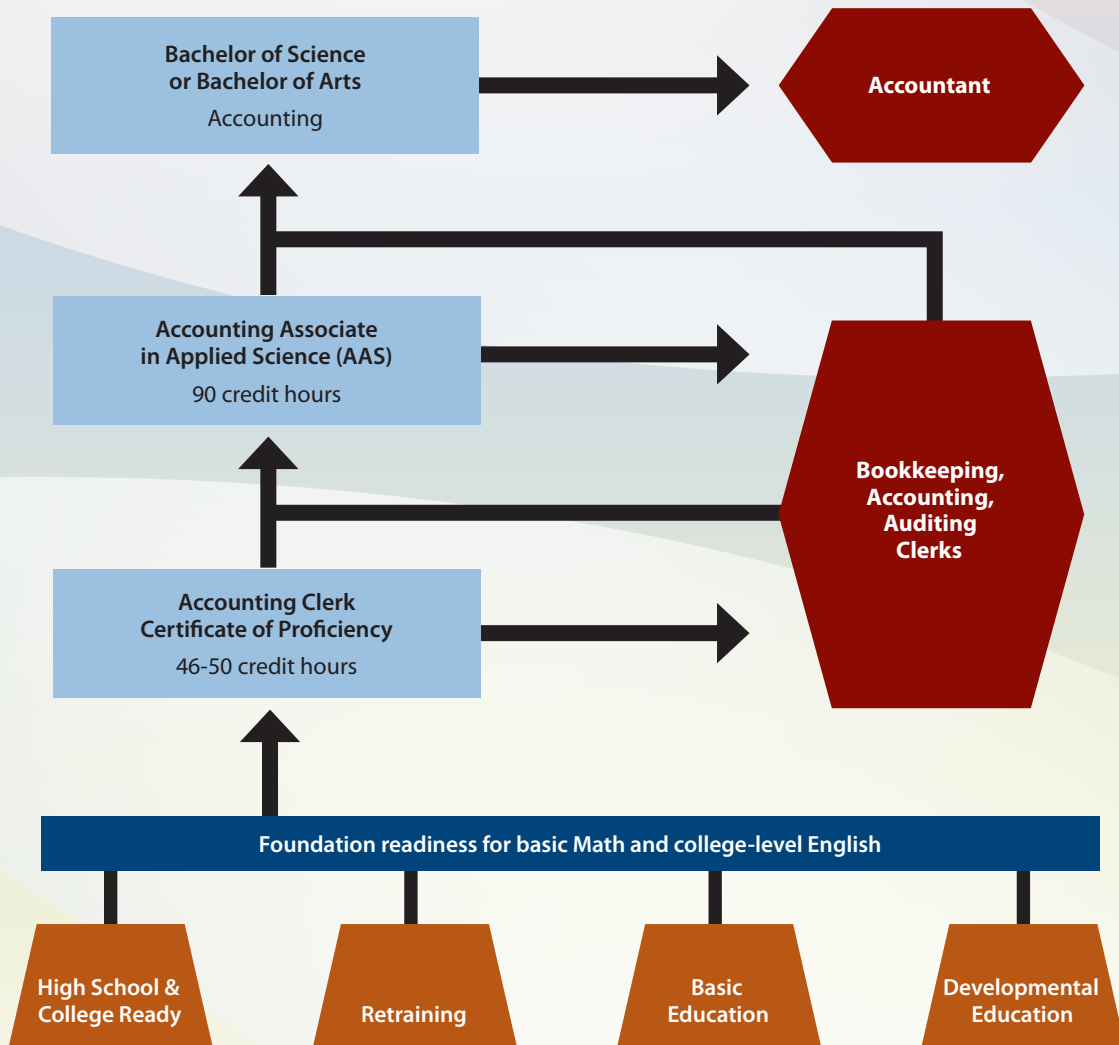 Bachelor of Science
or Bachelor of Arts
Accounting
Accountant
Accounting Associate
in Applied Science (AAS)
90 credit hours
Bookkeeping,
Accounting,
Auditing
Clerks
Accounting Clerk
Certificate of Proficiency
46-50 credit hours
Foundation readiness for basic Math and college-level English
High School &
College Ready
Retraining
Basic
Education
Developmental
Education